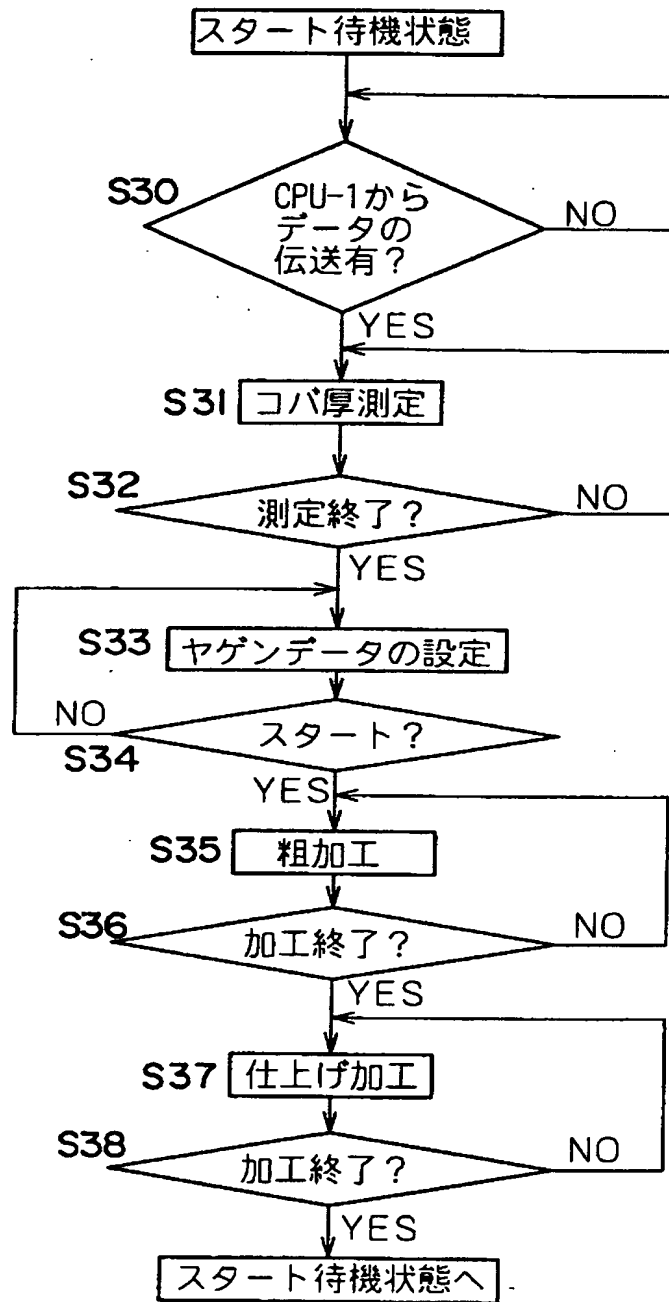 スタート待機状態
S30
CPU-1から
データの
伝送有？
NO
YES
S31
コバ厚測定
S32
測定終了？
NO
YES
S33
ヤゲンデータの設定
NO
スタート？
S34
YES
S35
粗加工
S36
加工終了？
NO
YES
S37
仕上げ加工
S38
加工終了？
NO
YES
スタート待機状態へ